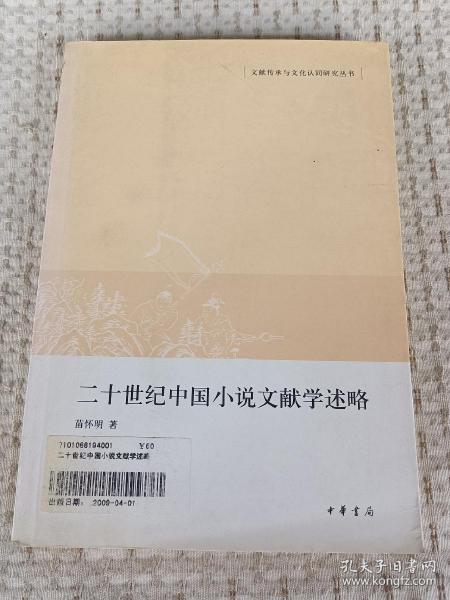 文献传承与文化认同研究丛书
二十世纪中国小说文献学述略
苗怀明 著
7101068194001 ¥60
二十世纪中国小说文献学述略
出版日期: 2009-04-01
中華書局
孔夫子旧书网
www.kongfz.com